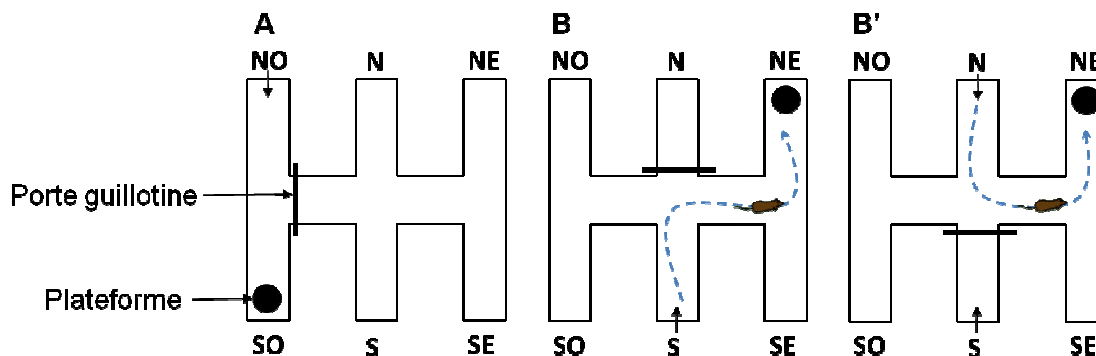 A B B'
NO N NE NO N NE NO N NE
Porte guillotine
Plateforme
SO S SE SO S SE SO S SE